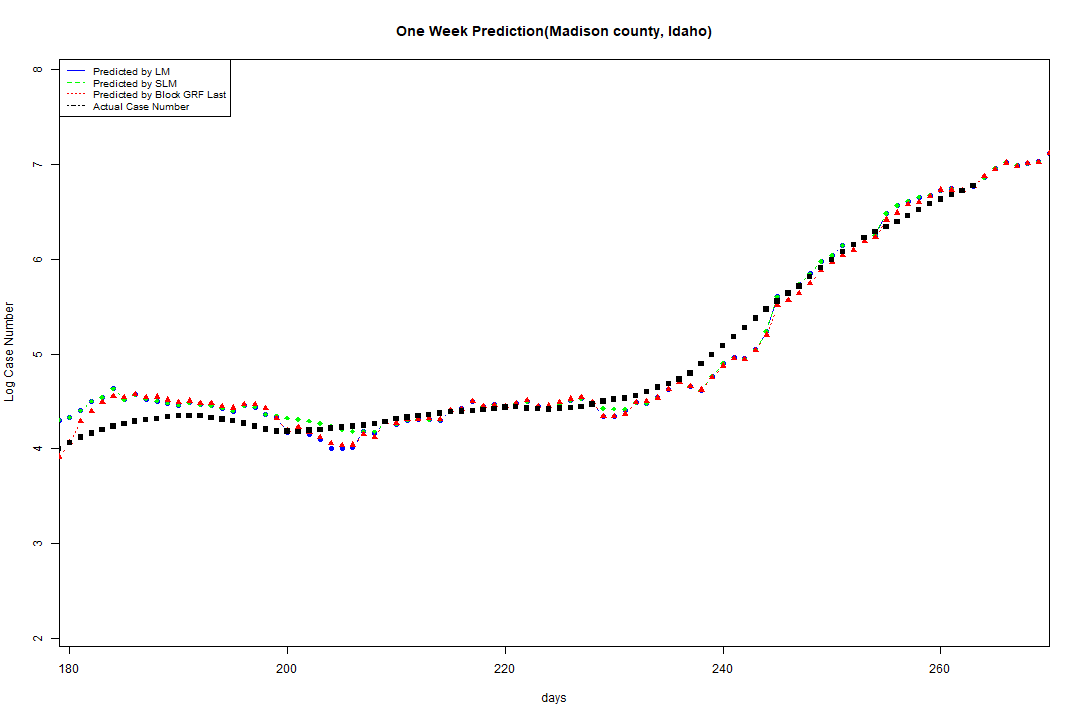 One Week Prediction(Madison county, Idaho)
Predicted by LM
Predicted by SLM
Predicted by Block GRF Last
Actual Case Number
8
7
6
5
4
3
2
Log Case Number
180 200 220 240 260
days